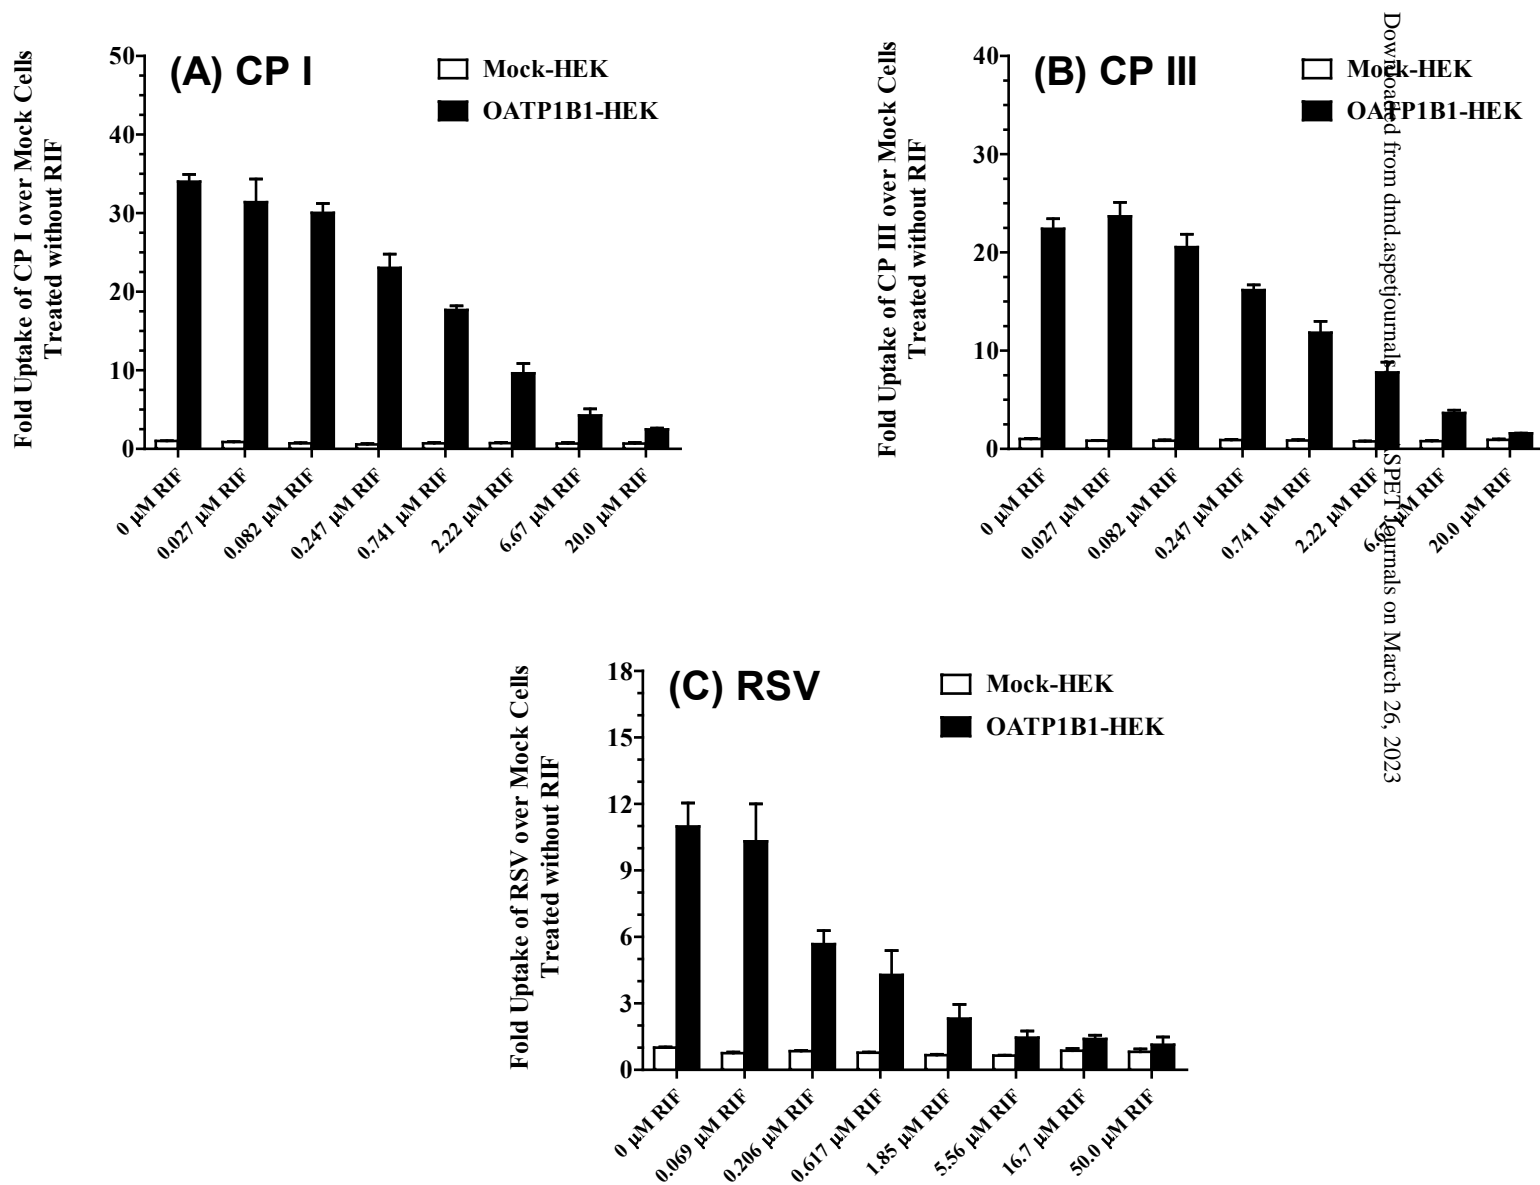 (A) CP I
Mock-HEK
OATP1B1-HEK
Fold Uptake of CP I over Mock Cells
Treated without RIF
50
40
30
20
10
0
0 µM RIF
0.027 µM RIF
0.082 µM RIF
0.247 µM RIF
0.741 µM RIF
2.22 µM RIF
6.67 µM RIF
20.0 µM RIF
(B) CP III
Mock-HEK
OATP1B1-HEK
Fold Uptake of CP III over Mock Cells
Treated without RIF
40
30
20
10
0
0 µM RIF
0.027 µM RIF
0.082 µM RIF
0.247 µM RIF
0.741 µM RIF
2.22 µM RIF
µM RIF
20.0 µM RIF
Downloaded from dmd.aspetjournals
Journals on March 26, 2023
(C) RSV
Mock-HEK
OATP1B1-HEK
Fold Uptake of RSV over Mock Cells
Treated without RIF
18
15
12
9
6
3
0
0 µM RIF
0.069 µM RIF
0.206 µM RIF
0.617 µM RIF
1.85 µM RIF
5.56 µM RIF
16.7 µM RIF
50.0 µM RIF